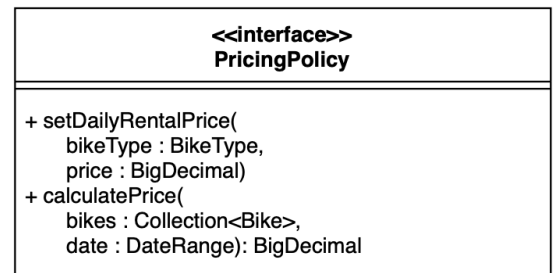 <<interface>>
PricingPolicy
+ setDailyRentalPrice(
bikeType : BikeType,
price : BigDecimal)
+ calculatePrice(
bikes : Collection<Bike>,
date : DateRange): BigDecimal